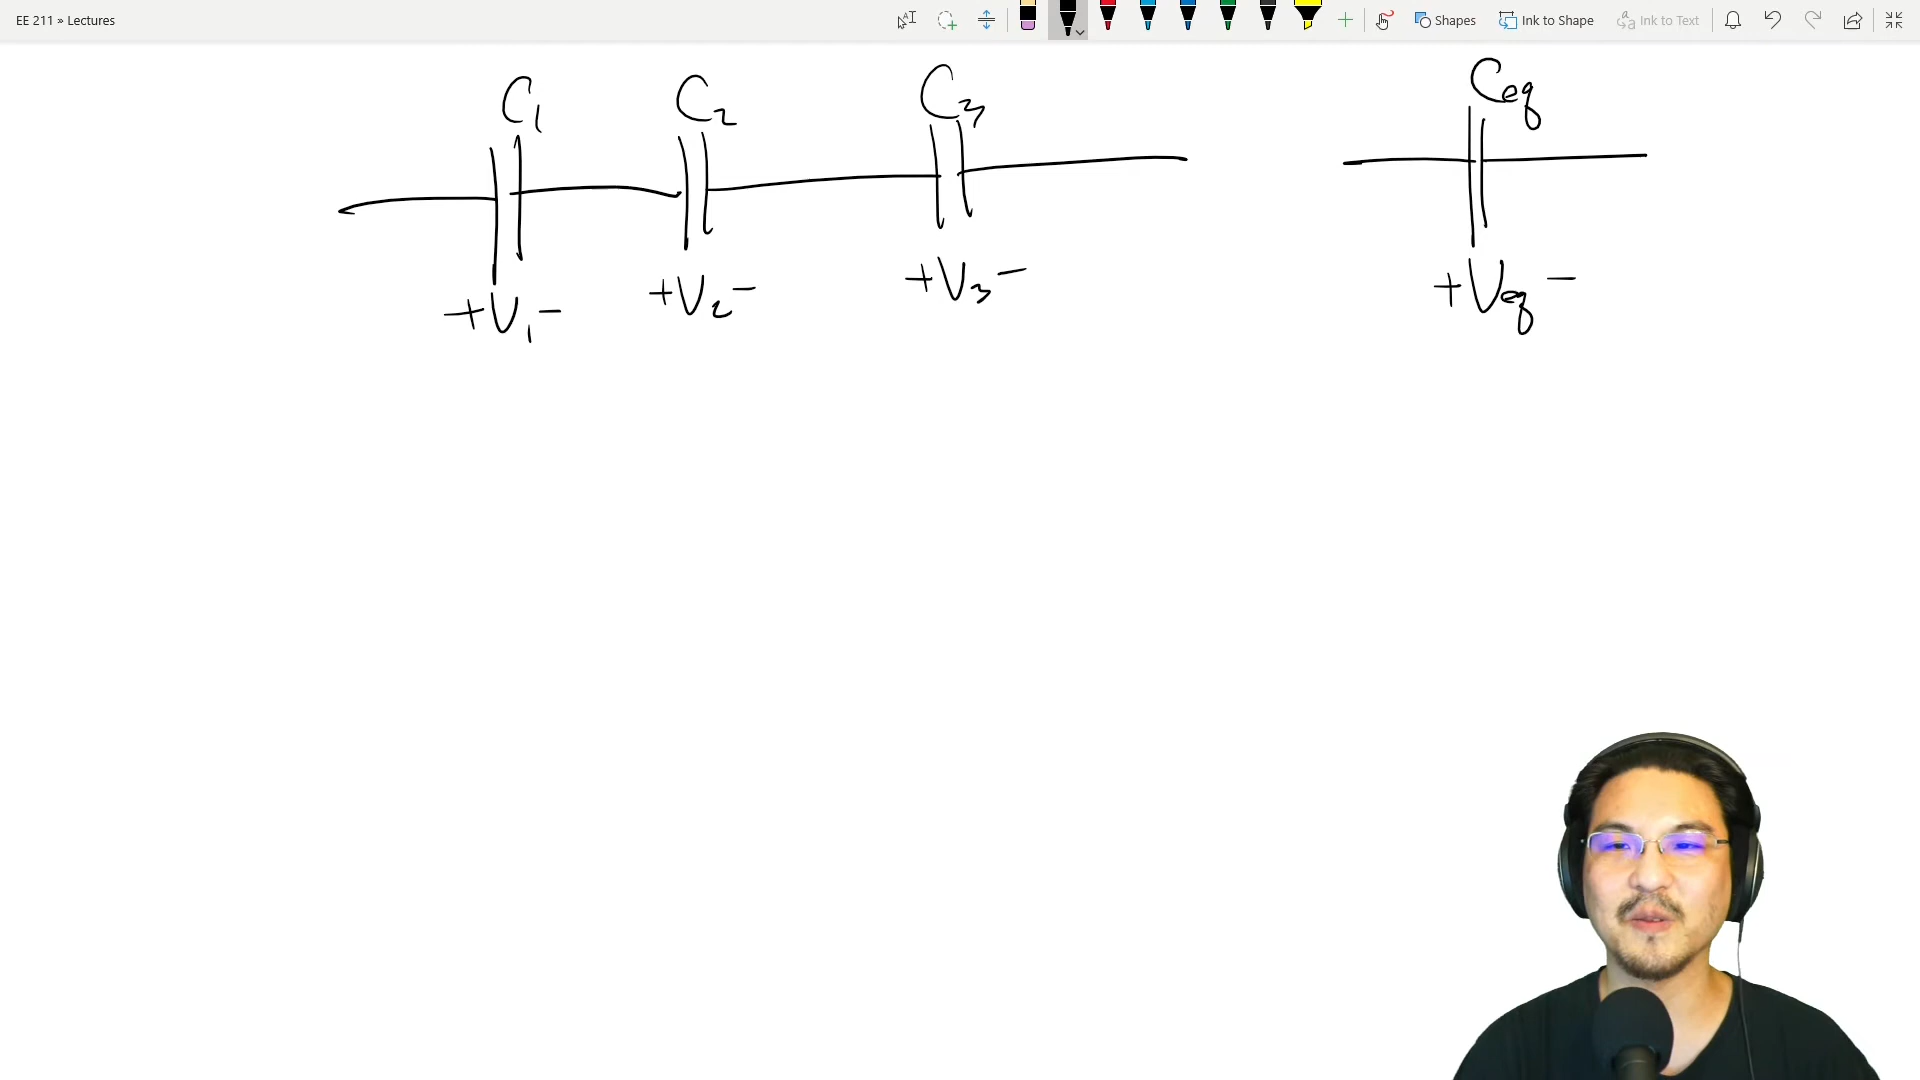 EE 211 » Lectures
Shapes
Ink to Shape
Ink to Text
C1 C2 C3 Ceq
+V1- +V2- +V3- +Veq-